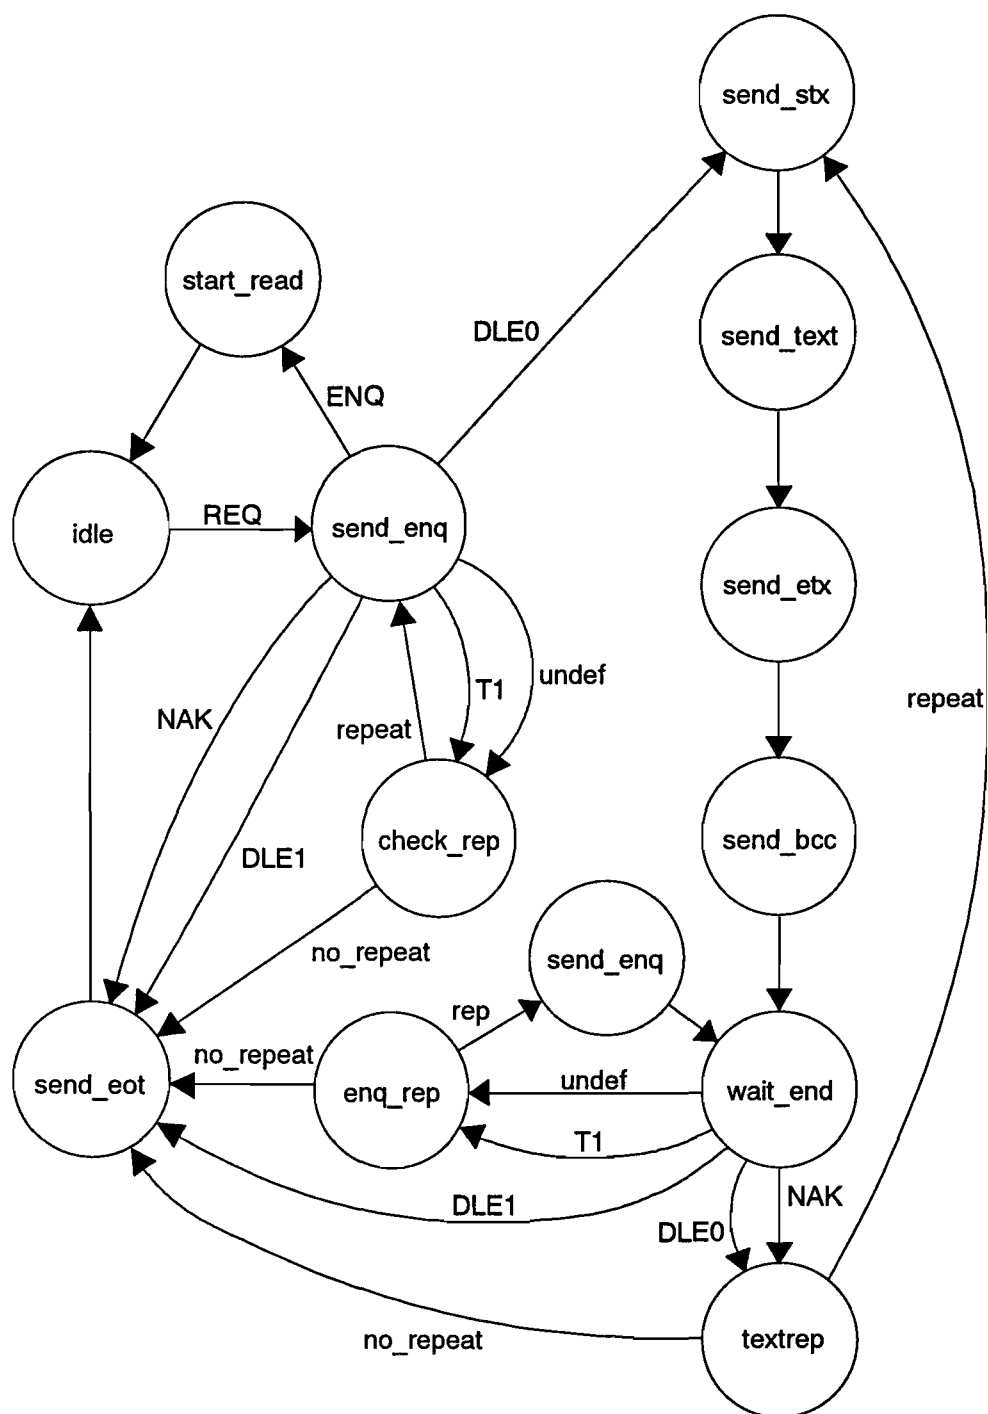 send_stx
start_read
DLE0
send_text
ENQ
REQ
idle
send_enq
send_etx
undef
T1
repeat
NAK
repeat
check_rep
send_bcc
DLE1
no_repeat
send_enq
rep
no_repeat
send_eot
enq_rep
undef
wait_end
T1
DLE1
NAK
DLE0
no_repeat
textrep